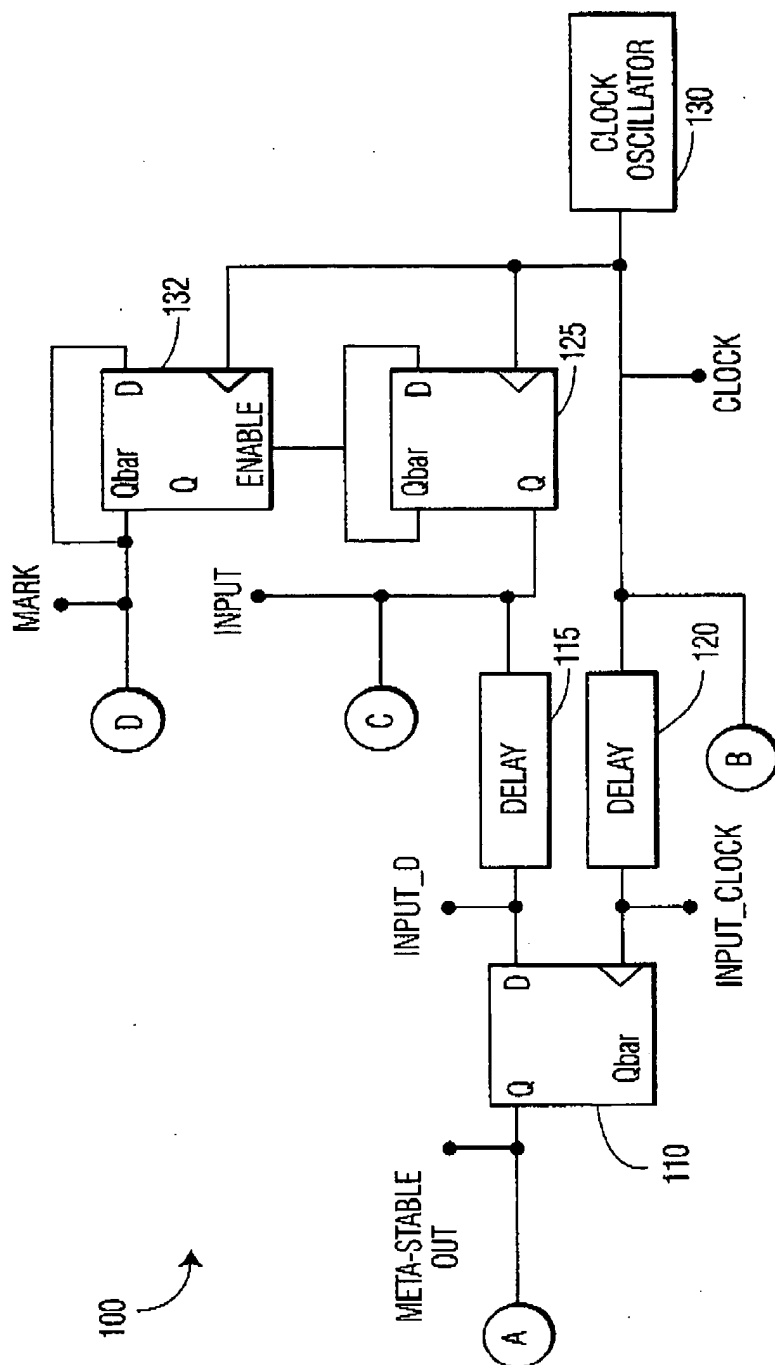 100
META-STABLE
OUT
A
Q
D
Qbar
110
INPUT_D
INPUT_CLOCK
DELAY
115
DELAY
120
B
MARK
D
INPUT
C
Qbar
D
Q
ENABLE
132
Qbar
D
Q
125
CLOCK
CLOCK
OSCILLATOR
130